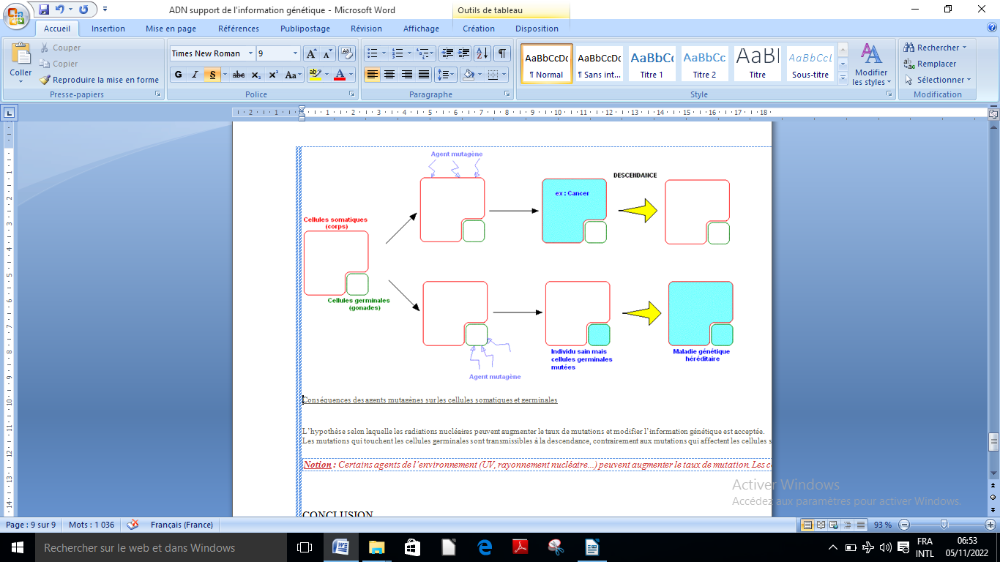 ADN support de l'information génétique - Microsoft Word
Outils de tableau
Accueil Insertion Mise en page Références Publipostage Révision Affichage Création Disposition
Coller
Couper
Copier
Reproduire la mise en forme
Presse-papiers
Times New Roman 9
G I S abc X₂ X² Aa
Police
Paragraphe
AaBbCcDc AaBbCcDc AaBbCc AaBbCc AaBl AaBbCcL
¶ Normal ¶ Sans int... Titre 1 Titre 2 Titre Sous-titre
Modifier les styles
Style
Rechercher
Remplacer
Sélectionner
Modification
2 1 1 2 3 4 5 6 7 8 9 10 11 12 13 14 15 16 17 18
Agent mutagène
DESCENDANCE
ex : Cancer
Cellules somatiques
(corps)
Cellules germinales
(gonades)
Individu sain mais
cellules germinales
mutées
Maladie génétique
héréditaire
Agent mutagène
Conséquences des agents mutagènes sur les cellules somatiques et germinales
L'hypothèse selon laquelle les radiations nucléaires peuvent augmenter le taux de mutations et modifier l'information génétique est acceptée.
Les mutations qui touchent les cellules germinales sont transmissibles à la descendance, contrairement aux mutations qui affectent les cellules s
Notion : Certains agents de l'environnement (UV, rayonnement nucléaire...) peuvent augmenter le taux de mutation. Les c
CONCLUSION
Activer Windows
Accédez aux paramètres pour activer Windows.
Page : 9 sur 9 Mots : 1 036 Français (France) 93 %
Rechercher sur le web et dans Windows
FRA
INTL
06:53
05/11/2022